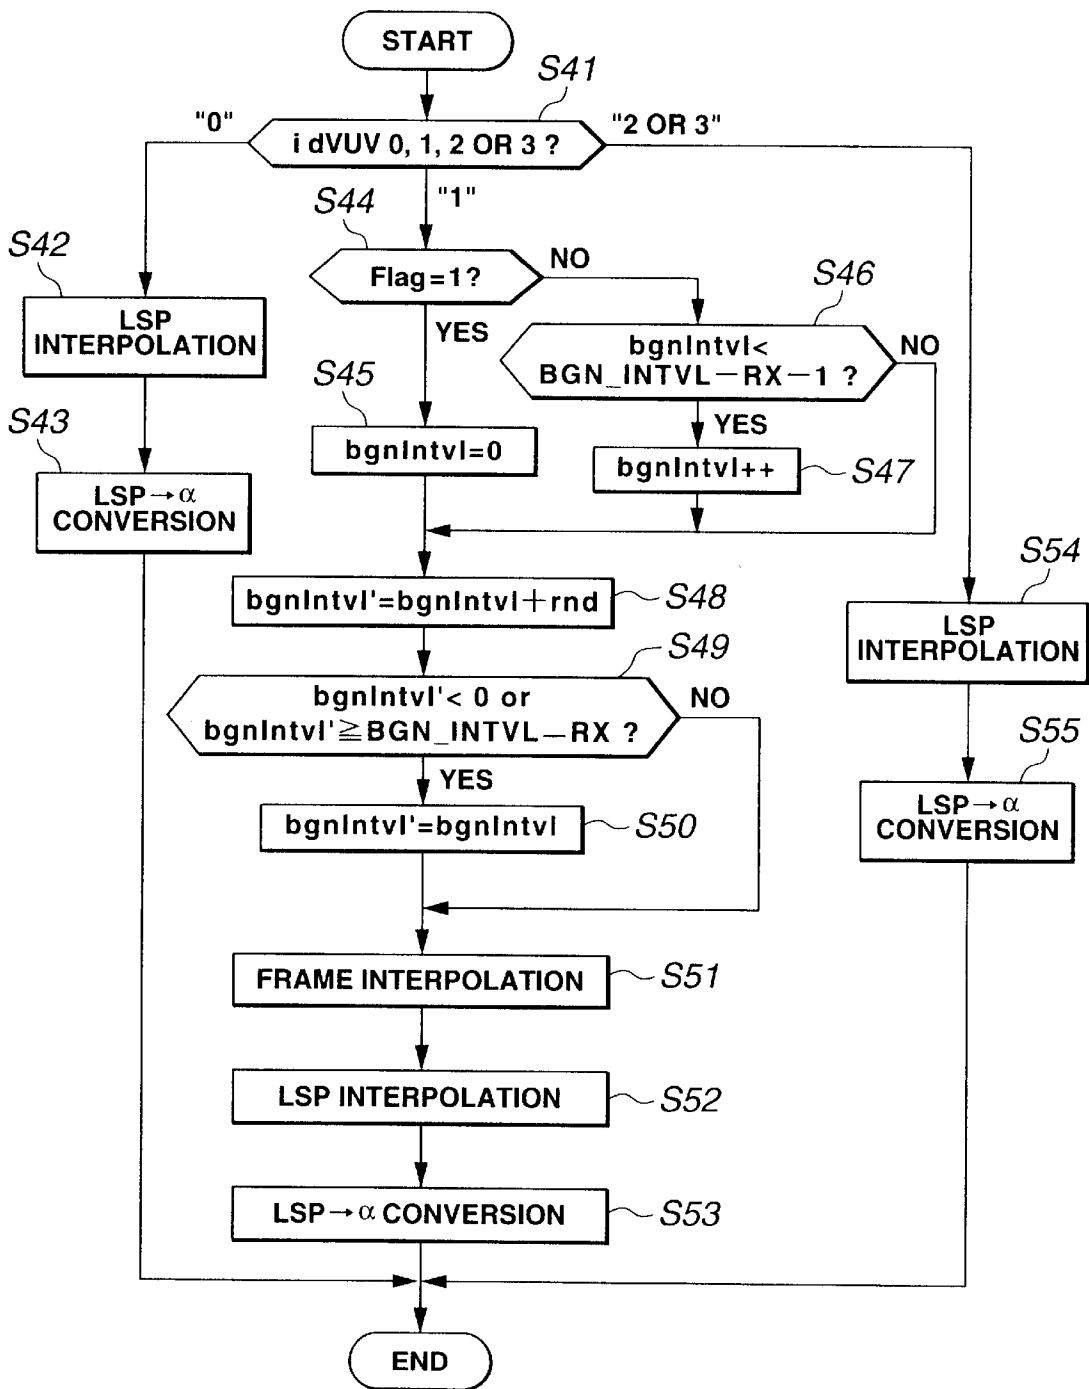 START
S41
"0"
i dVUV 0, 1, 2 OR 3 ?
"2 OR 3"
"1"
S44
S42
Flag=1?
NO
S46
LSP
INTERPOLATION
YES
bgnIntvl<
BGN_INTVL—RX—1 ?
NO
S45
S43
YES
bgnIntvl=0
bgnIntvl++
S47
LSP→α
CONVERSION
S54
bgnIntvl'=bgnIntvl+rnd
S48
LSP
INTERPOLATION
S49
bgnIntvl'< 0 or
bgnIntvl'≧BGN_INTVL—RX ?
NO
S55
YES
LSP→α
CONVERSION
bgnIntvl'=bgnIntvl
S50
FRAME INTERPOLATION
S51
LSP INTERPOLATION
S52
LSP→α CONVERSION
S53
END